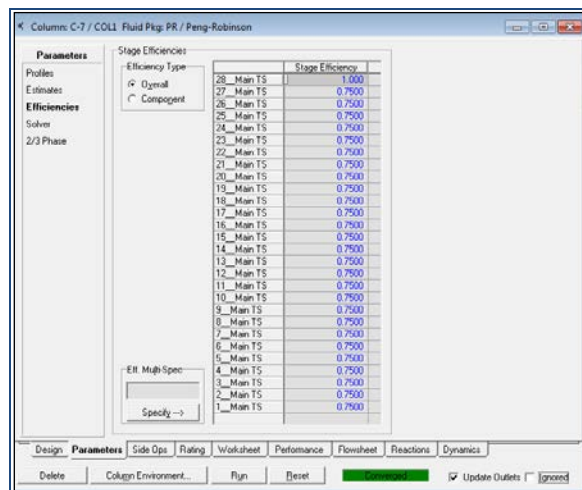 Column: C-7 / COL1 Fluid Pkg: PR / Peng-Robinson
Parameters
Profiles
Estimates
Efficiencies
Solver
2/3 Phase
Stage Efficiencies
Efficiency Type
Overall
Component
Eff. Multi-Spec
Specify -->
Stage Efficiency
28__Main TS 1.000
27__Main TS 0.7500
26__Main TS 0.7500
25__Main TS 0.7500
24__Main TS 0.7500
23__Main TS 0.7500
22__Main TS 0.7500
21__Main TS 0.7500
20__Main TS 0.7500
19__Main TS 0.7500
18__Main TS 0.7500
17__Main TS 0.7500
16__Main TS 0.7500
15__Main TS 0.7500
14__Main TS 0.7500
13__Main TS 0.7500
12__Main TS 0.7500
11__Main TS 0.7500
10__Main TS 0.7500
9__Main TS 0.7500
8__Main TS 0.7500
7__Main TS 0.7500
6__Main TS 0.7500
5__Main TS 0.7500
4__Main TS 0.7500
3__Main TS 0.7500
2__Main TS 0.7500
1__Main TS 0.7500
Design Parameters Side Ops Rating Worksheet Performance Flowsheet Reactions Dynamics
Delete Column Environment... Run Reset Converged Update Outlets Ignored